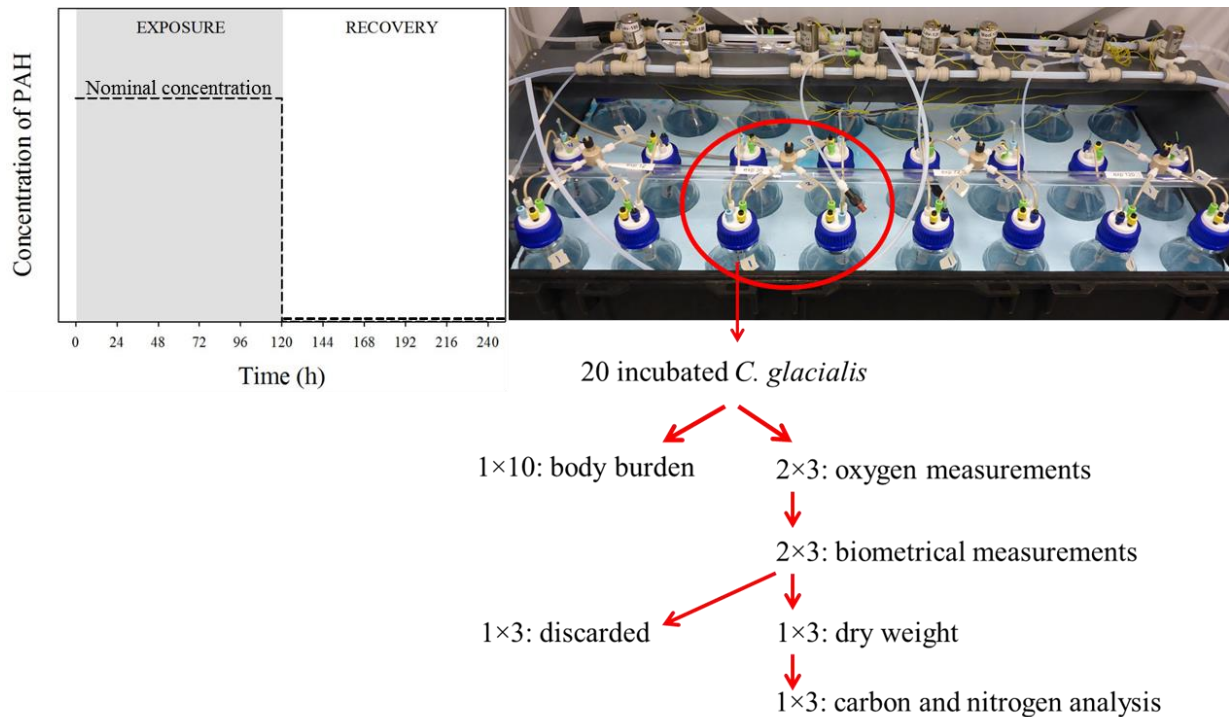 EXPOSURE
RECOVERY
Nominal concentration
Concentration of PAH
0 24 48 72 96 120 144 168 192 216 240
Time (h)
20 incubated C. glacialis
1×10: body burden
2×3: oxygen measurements
2×3: biometrical measurements
1×3: discarded
1×3: dry weight
1×3: carbon and nitrogen analysis